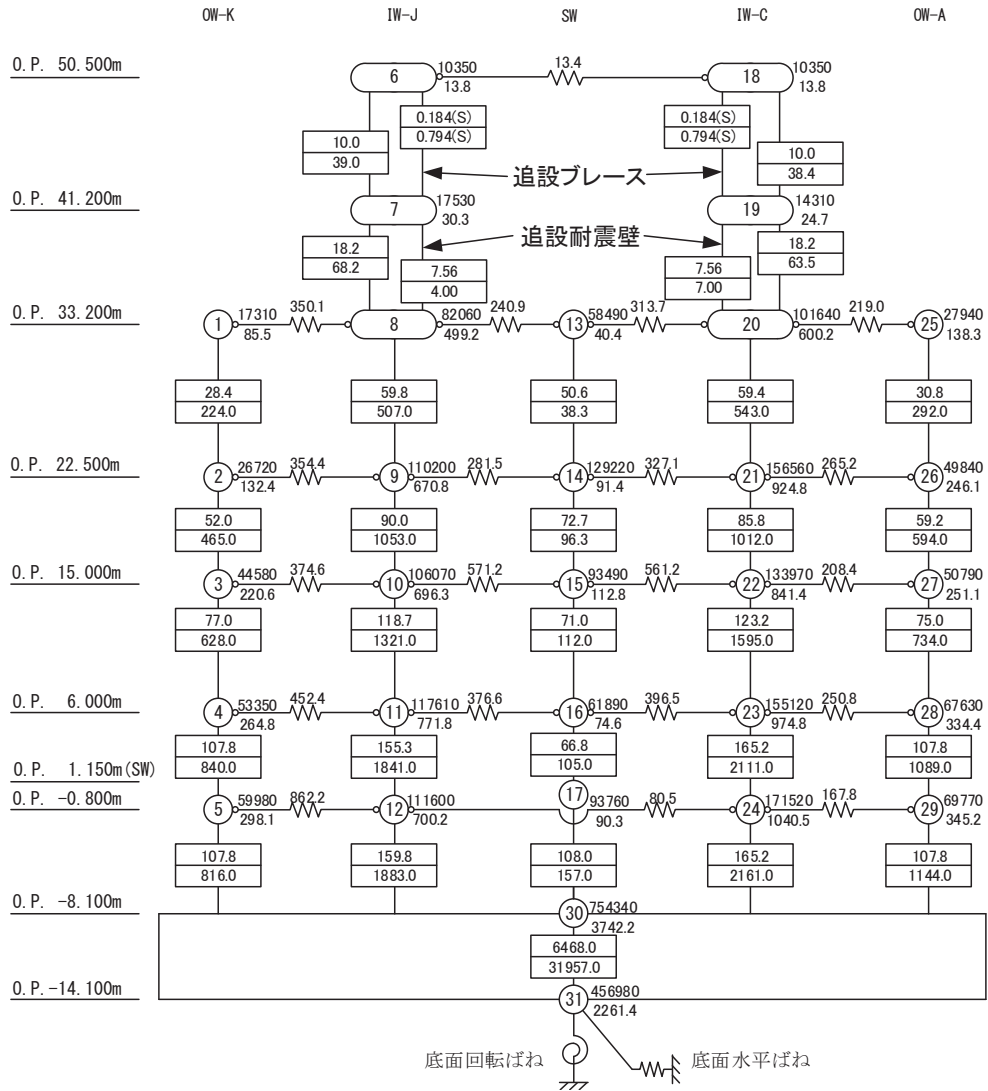 OW-K IW-J SW IW-C OW-A
O.P. 50.500m 6 10350 13.4 18 10350
13.8 13.8
0.184(S) 0.184(S)
0.794(S) 0.794(S)
10.0 10.0
39.0 38.4
追設ブレース
O.P. 41.200m 7 17530 19 14310
30.3 24.7
追設耐震壁
18.2 18.2
68.2 63.5
7.56 7.56
4.00 7.00
O.P. 33.200m 1 17310 350.1 8 82060 240.9 13 58490 313.7 20 101640 219.0 25 27940
85.5 499.2 40.4 600.2 138.3
28.4 59.8 50.6 59.4 30.8
224.0 507.0 38.3 543.0 292.0
O.P. 22.500m 2 26720 354.4 9 110200 281.5 14 129220 327.1 21 156560 265.2 26 49840
132.4 670.8 91.4 924.8 246.1
52.0 90.0 72.7 85.8 59.2
465.0 1053.0 96.3 1012.0 594.0
O.P. 15.000m 3 44580 374.6 10 106070 571.2 15 93490 561.2 22 133970 208.4 27 50790
220.6 696.3 112.8 841.4 251.1
77.0 118.7 71.0 123.2 75.0
628.0 1321.0 112.0 1595.0 734.0
O.P. 6.000m 4 53350 452.4 11 117610 376.6 16 61890 396.5 23 155120 250.8 28 67630
264.8 771.8 74.6 974.8 334.4
107.8 155.3 66.8 165.2 107.8
840.0 1841.0 105.0 2111.0 1089.0
O.P. 1.150m(SW)
O.P. -0.800m 5 59980 862.2 12 111600 17 93760 80.5 24 171520 167.8 29 69770
298.1 700.2 90.3 1040.5 345.2
107.8 159.8 108.0 165.2 107.8
816.0 1883.0 157.0 2161.0 1144.0
O.P. -8.100m 30 754340
3742.2
6468.0
31957.0
O.P.-14.100m 31 456980
2261.4
底面回転ばね 底面水平ばね